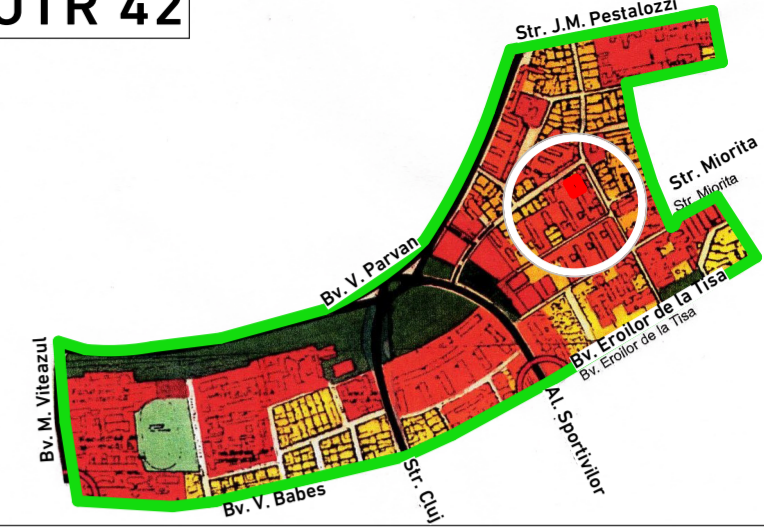 UTR 42
Str. J.M. Pestalozzi
Str. Miorita
Str. Miorita
Bv. V. Parvan
Bv. Eroilor de la Tisa
Bv. Eroilor de la Tisa
Bv. M. Viteazul
Al. Sportivilor
Str. Cluj
Bv. V. Babes